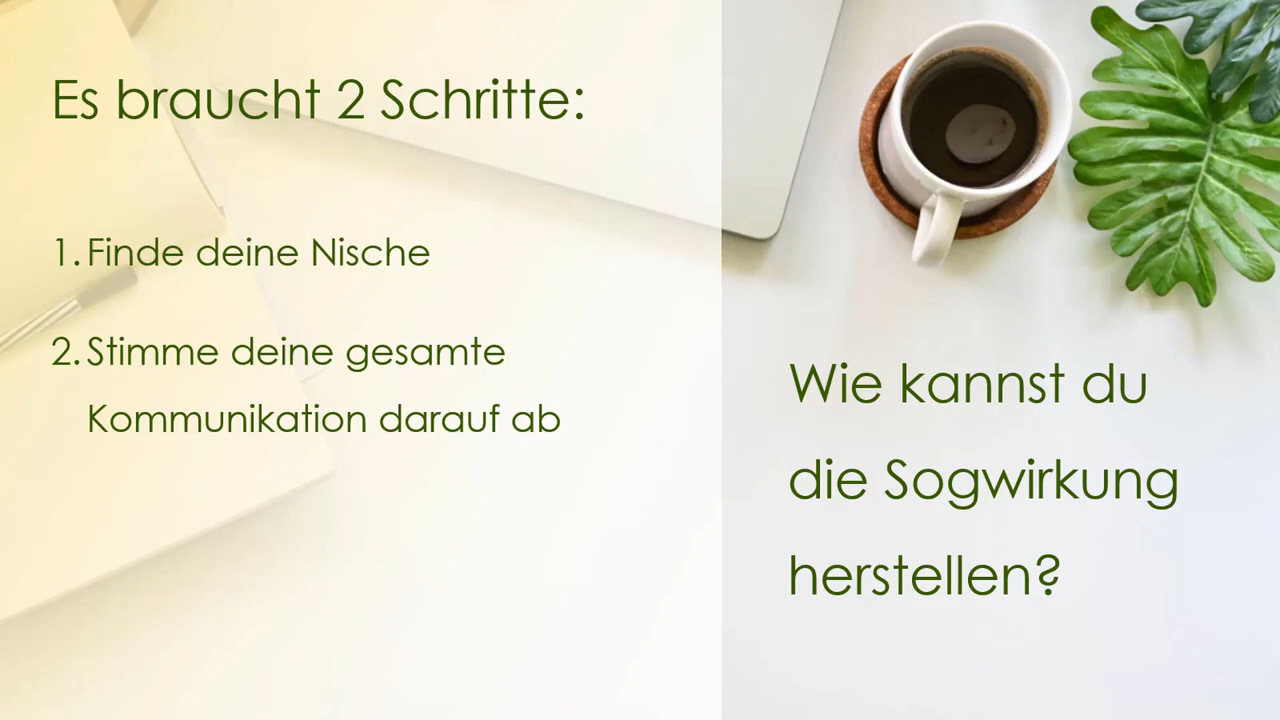 Es braucht 2 Schritte:
1. Finde deine Nische
2. Stimme deine gesamte
Kommunikation darauf ab
Wie kannst du
die Sogwirkung
herstellen?